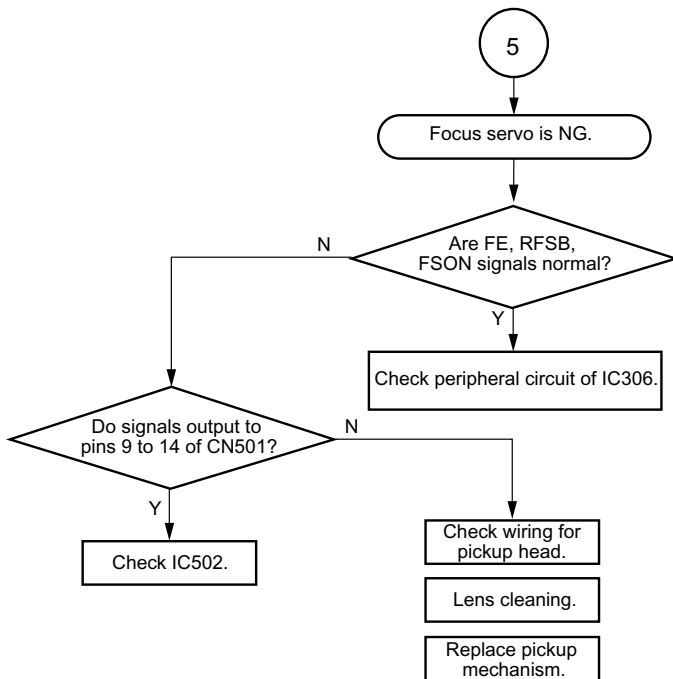 5
Focus servo is NG.
Are FE, RFSB,
FSON signals normal?
N
Y
Check peripheral circuit of IC306.
Do signals output to
pins 9 to 14 of CN501?
N
Y
Check IC502.
Check wiring for
pickup head.
Lens cleaning.
Replace pickup
mechanism.